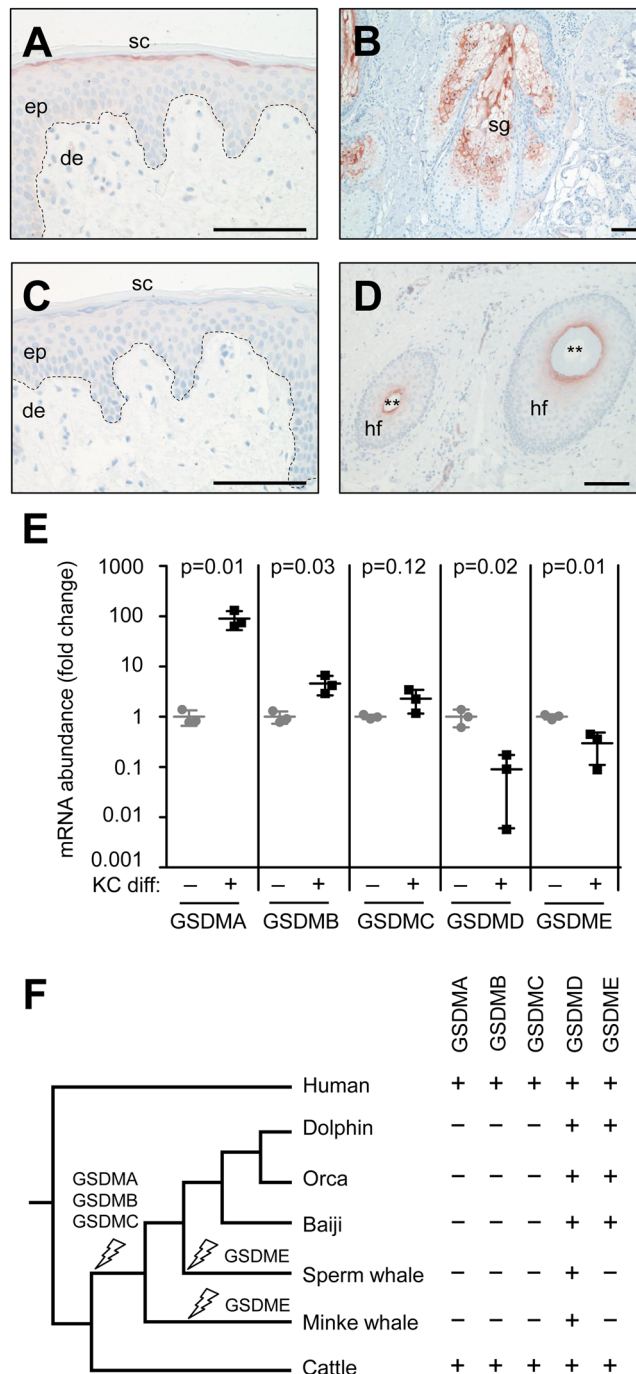 A
sc
ep
de
B
sg
C
sc
ep
de
D
**
**
hf
hf
E
mRNA abundance (fold change)
1000
100
10
1
0.1
0.01
0.001
p=0.01 p=0.03 p=0.12 p=0.02 p=0.01
KC diff: – + – + – + – + – +
GSDMA GSDMB GSDMC GSDMD GSDME
F
GSDMA GSDMB GSDMC GSDMD GSDME
Human + + + + +
Dolphin – – – + +
Orca – – – + +
Baiji – – – + +
Sperm whale – – – + –
Minke whale – – – + –
Cattle + + + + +
GSDMA
GSDMB
GSDMC
GSDME
GSDME